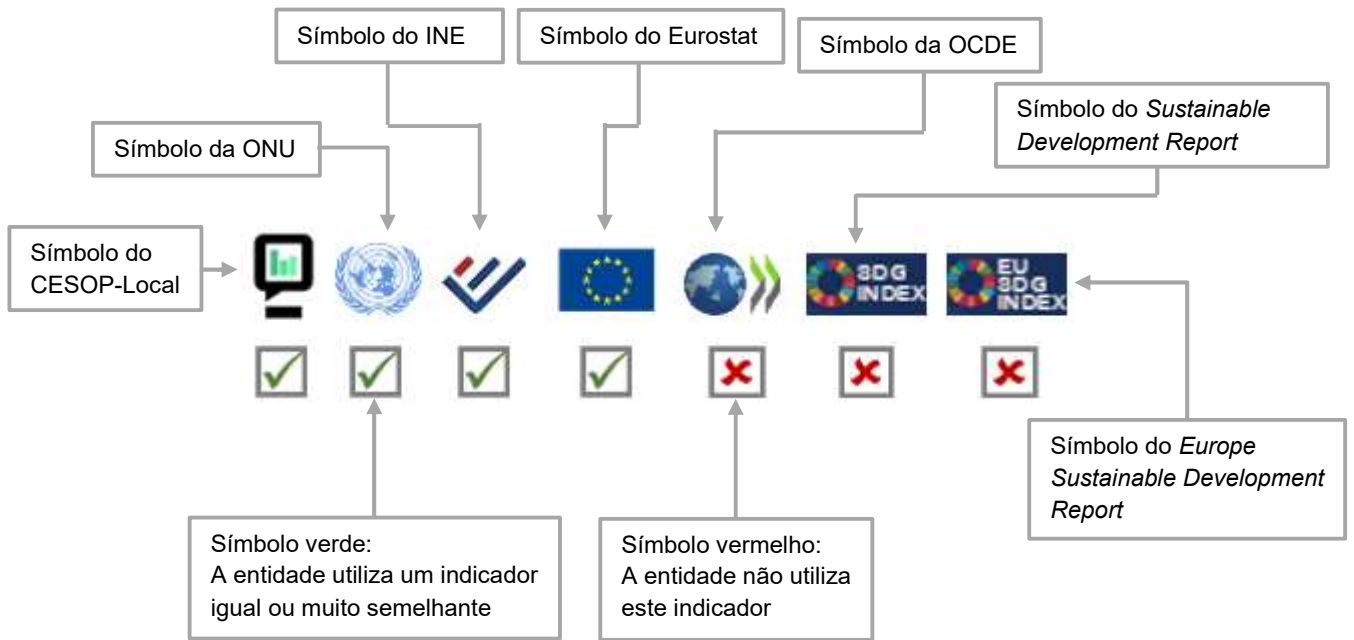 Símbolo do INE
Símbolo do Eurostat
Símbolo da OCDE
Símbolo do Sustainable
Development Report
Símbolo da ONU
Símbolo do
CESOP-Local
SDG
INDEX
EU
SDG
INDEX
Símbolo do Europe
Sustainable Development
Report
Símbolo verde:
A entidade utiliza um indicador
igual ou muito semelhante
Símbolo vermelho:
A entidade não utiliza
este indicador